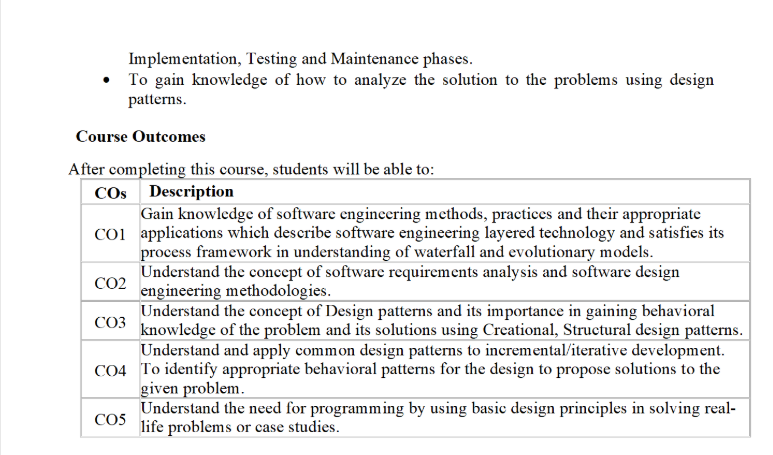 Implementation, Testing and Maintenance phases.
• To gain knowledge of how to analyze the solution to the problems using design
patterns.
Course Outcomes
After completing this course, students will be able to:
COs Description
Gain knowledge of software engineering methods, practices and their appropriate
CO1 applications which describe software engineering layered technology and satisfies its
process framework in understanding of waterfall and evolutionary models.
CO2 Understand the concept of software requirements analysis and software design
engineering methodologies.
CO3 Understand the concept of Design patterns and its importance in gaining behavioral
knowledge of the problem and its solutions using Creational, Structural design patterns.
Understand and apply common design patterns to incremental/iterative development.
CO4 To identify appropriate behavioral patterns for the design to propose solutions to the
given problem.
CO5 Understand the need for programming by using basic design principles in solving real-
life problems or case studies.